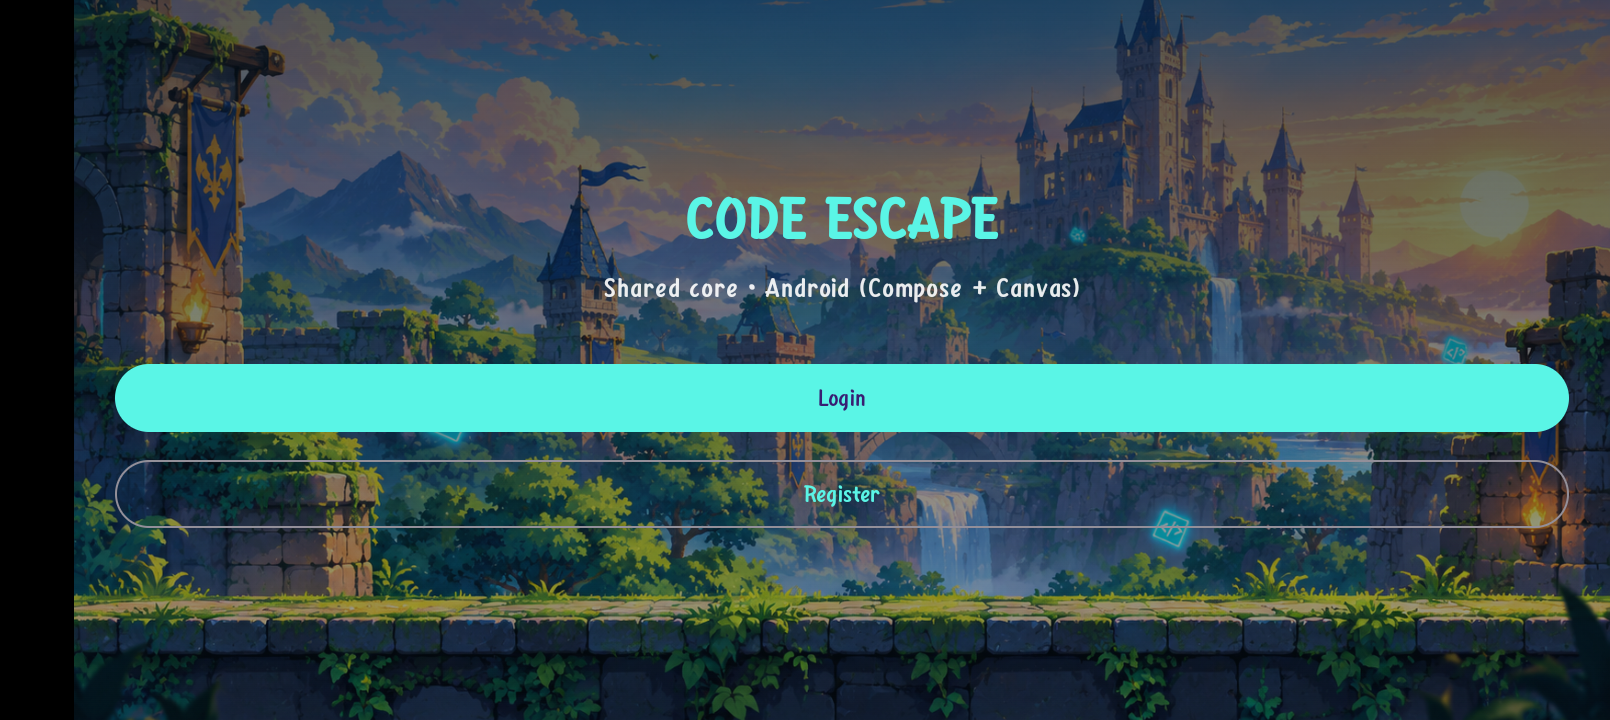 CODE ESCAPE
Shared core • Android (Compose + Canvas)
Login
</>
Register
</>